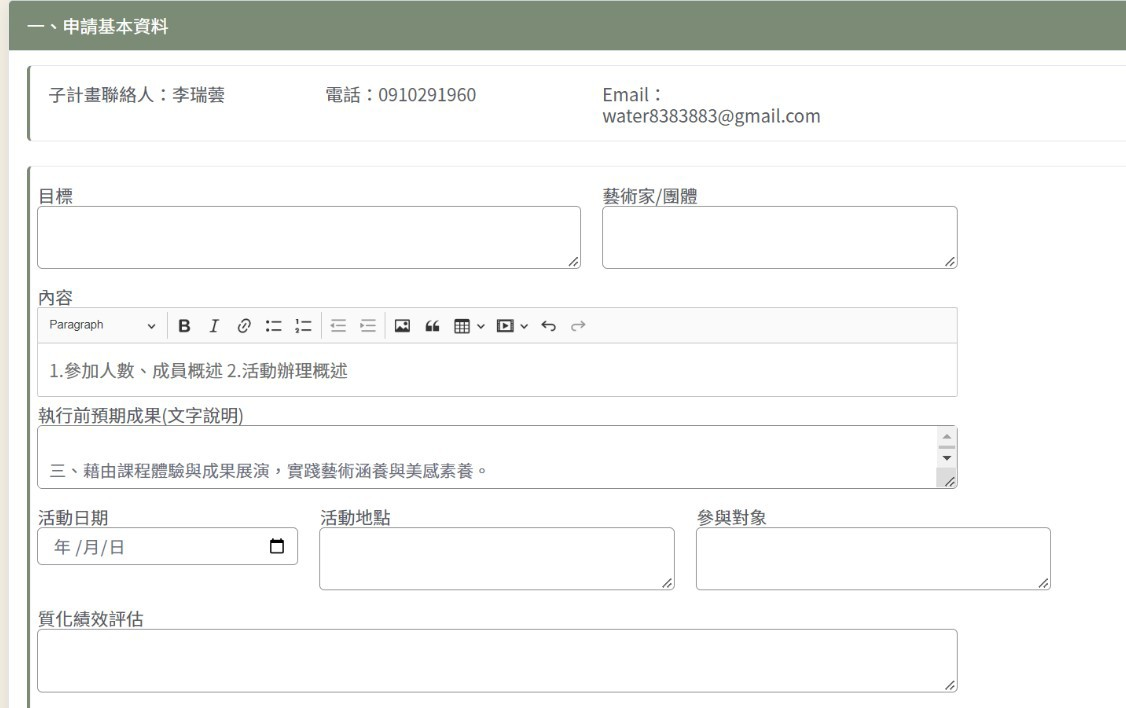 一、申請基本資料
子計畫聯絡人：李瑞蕓 電話：0910291960 Email：
water8383883@gmail.com
目標 藝術家/團體
內容
Paragraph
1.參加人數、成員概述 2.活動辦理概述
執行前預期成果(文字說明)
三、藉由課程體驗與成果展演，實踐藝術涵養與美感素養。
活動日期 活動地點 參與對象
年 /月/日
質化績效評估